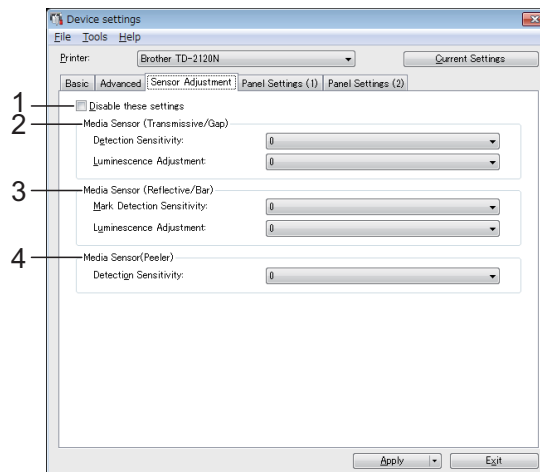 Device settings
File Tools Help
Printer: Brother TD-2120N Current Settings
Basic Advanced Sensor Adjustment Panel Settings (1) Panel Settings (2)
1 Disable these settings
2 Media Sensor (Transmissive/Gap)
Detection Sensitivity: 0
Luminescence Adjustment: 0
3 Media Sensor (Reflective/Bar)
Mark Detection Sensitivity: 0
Luminescence Adjustment: 0
4 Media Sensor(Peeler)
Detection Sensitivity: 0
Apply Exit